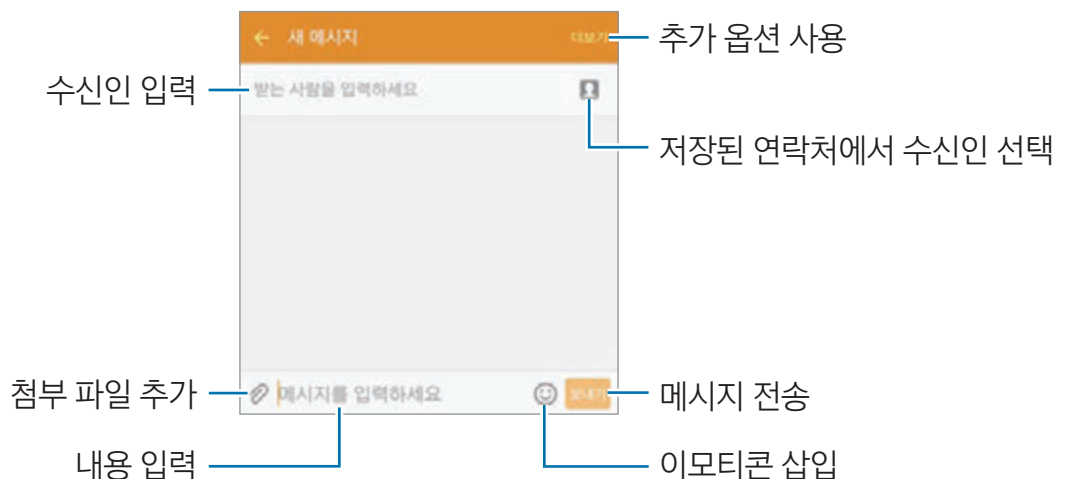 새 메시지
더보기
추가 옵션 사용
수신인 입력
받는 사람을 입력하세요
저장된 연락처에서 수신인 선택
첨부 파일 추가
메시지를 입력하세요
보내기
메시지 전송
내용 입력
이모티콘 삽입